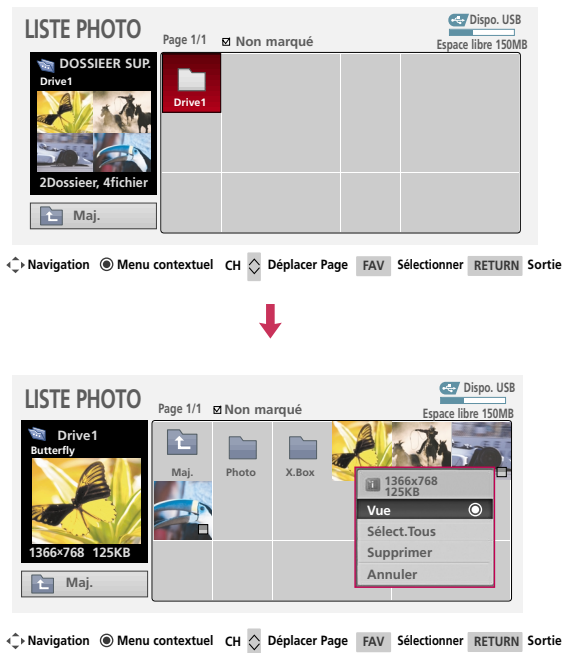 LISTE PHOTO
Page 1/1
Non marqué
Dispo. USB
Espace libre 150MB
DOSSIEER SUP.
Drive1
2Dossieer, 4fichier
Maj.
Drive1
Navigation Menu contextuel CH Déplacer Page FAV Sélectionner RETURN Sortie
LISTE PHOTO
Page 1/1
Non marqué
Dispo. USB
Espace libre 150MB
Drive1
Butterfly
1366×768 125KB
Maj.
Maj. Photo X.Box
1366x768
125KB
Vue
Sélect.Tous
Supprimer
Annuler
Navigation Menu contextuel CH Déplacer Page FAV Sélectionner RETURN Sortie